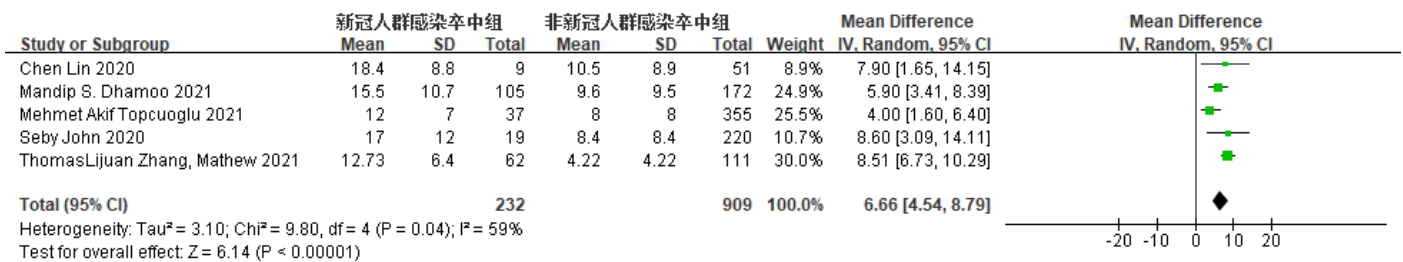 新冠人群感染卒中组 非新冠人群感染卒中组 Mean Difference Mean Difference
Study or Subgroup Mean SD Total Mean SD Total Weight IV, Random, 95% CI IV, Random, 95% CI
Chen Lin 2020 18.4 8.8 9 10.5 8.9 51 8.9% 7.90 [1.65, 14.15]
Mandip S. Dhamoo 2021 15.5 10.7 105 9.6 9.5 172 24.9% 5.90 [3.41, 8.39]
Mehmet Akif Topcuoglu 2021 12 7 37 8 8 355 25.5% 4.00 [1.60, 6.40]
Seby John 2020 17 12 19 8.4 8.4 220 10.7% 8.60 [3.09, 14.11]
ThomasLijuan Zhang, Mathew 2021 12.73 6.4 62 4.22 4.22 111 30.0% 8.51 [6.73, 10.29]
Total (95% CI) 232 909 100.0% 6.66 [4.54, 8.79]
Heterogeneity: Tau² = 3.10; Chi² = 9.80, df = 4 (P = 0.04); I² = 59%
Test for overall effect: Z = 6.14 (P < 0.00001)
-20 -10 0 10 20